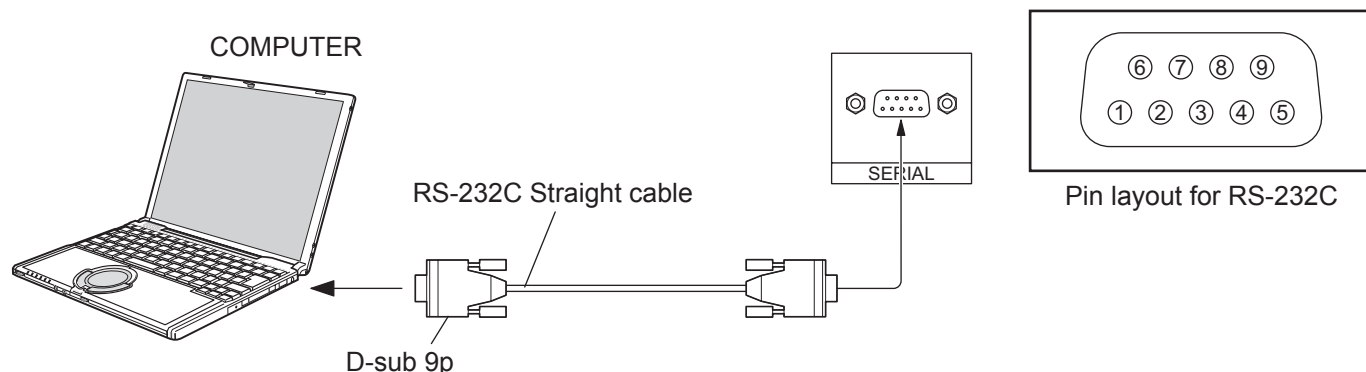 COMPUTER
RS-232C Straight cable
D-sub 9p
SERIAL
⑥ ⑦ ⑧ ⑨
① ② ③ ④ ⑤
Pin layout for RS-232C